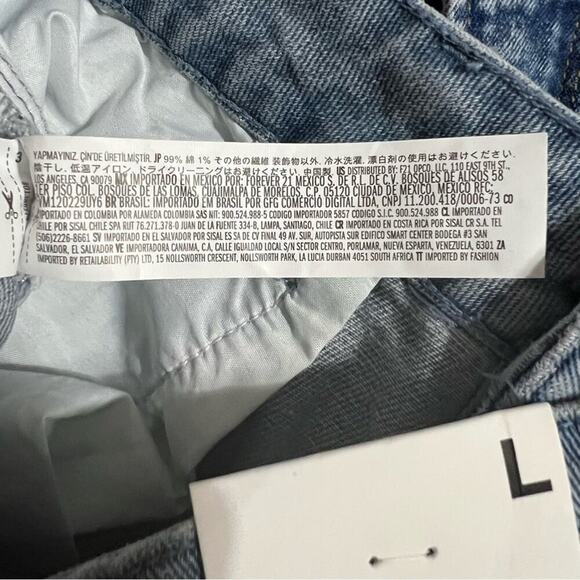 3
YAPMAYINIZ. ÇİN'DE ÜRETİLMİŞTİR. JP 99% 綿 1% その他の繊維 装飾物以外. 冷水洗濯. 漂白剤の使用はお避けください.
陰干し. 低温アイロン. ドライクリーニングはお避けください. 中国製. US DISTRIBUTED BY: F21 OPCO, LLC, 110 EAST 9TH ST.,
LOS ANGELES, CA 90079 MX IMPORTADO EN MEXICO POR: FOREVER 21 MEXICO S. DE R.L. DE C.V. BOSQUES DE ALISOS 58
TER PISO COL. BOSQUES DE LAS LOMAS, CUAJIMALPA DE MORELOS, C.P. 05120 CIUDAD DE MEXICO, MEXICO RFC:
7M1202290U6 BR BRASIL: IMPORTADO EM BRASIL POR GFG COMERCIO DIGITAL LTDA, CNPJ 11.200.418/0006-73 CO
IMPORTADO EN COLOMBIA POR ALAMEDA COLOMBIA SAS NIT: 900.524.988-5 CODIGO IMPORTADOR 5857 CODIGO S.I.C. 900.524.988 CL IMPORTADO EN
CHILE POR SISAL CHILE SPA RUT 76.271.378-0 JUAN DE LA FUENTE 334-B, LAMPA, SANTIAGO, CHILE CR IMPORTADO EN COSTA RICA POR SISAL CR S.A. TEL
(506)2226-8661 SV IMPORTADO EN EL SALVADOR POR SISAL ES SA DE CV FINAL 49 AV. SUR, AUTOPISTA SUR EDIFICO SMART CENTER BODEGA #3 SAN
SALVADOR, EL SALVADOR VE IMPORTADORA CANAIMA, C.A, CALLE IGUALDAD LOCAL S/N SECTOR CENTRO, PORLAMAR, NUEVA ESPARTA, VENEZUELA, 6301 ZA
IMPORTED BY RETAILABILITY (PTY) LTD, 15 NOLLSWORTH CRESCENT, NOLLSWORTH PARK, LA LUCIA DURBAN 4051 SOUTH AFRICA TT IMPORTED BY FASHION
L